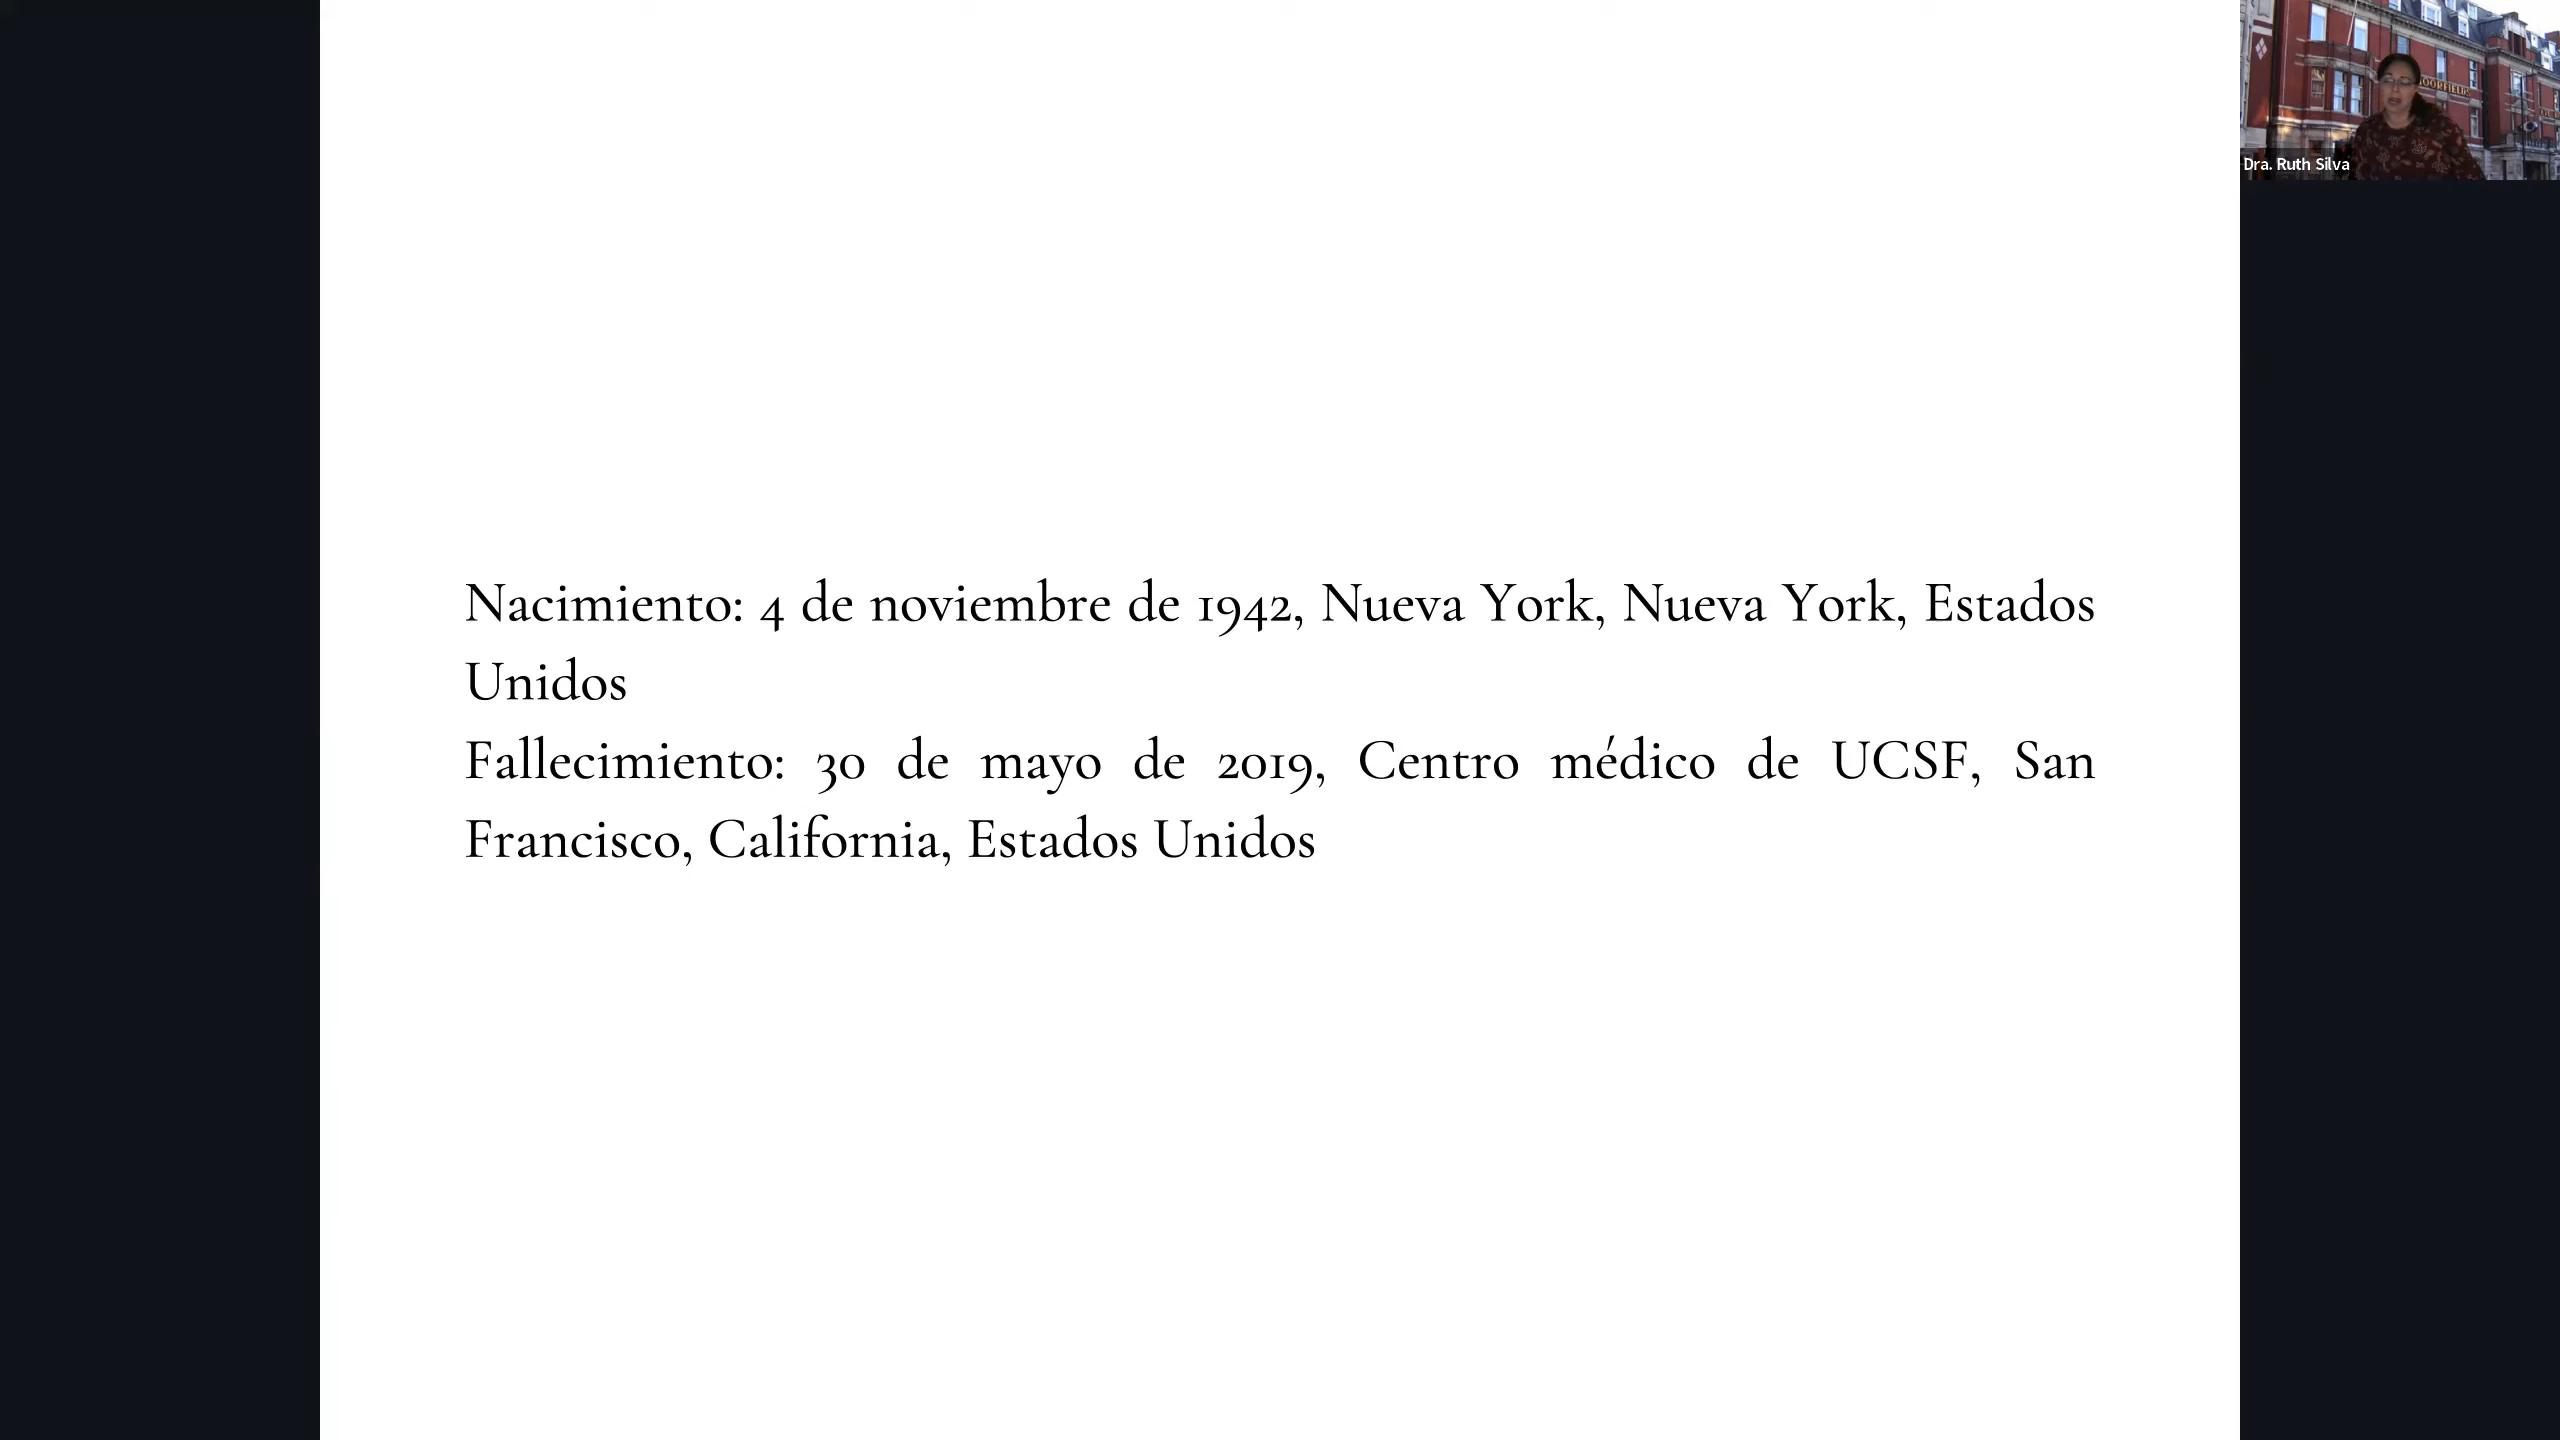 Nacimiento: 4 de noviembre de 1942, Nueva York, Nueva York, Estados
Unidos
Fallecimiento: 30 de mayo de 2019, Centro médico de UCSF, San
Francisco, California, Estados Unidos
Dra. Ruth Silva